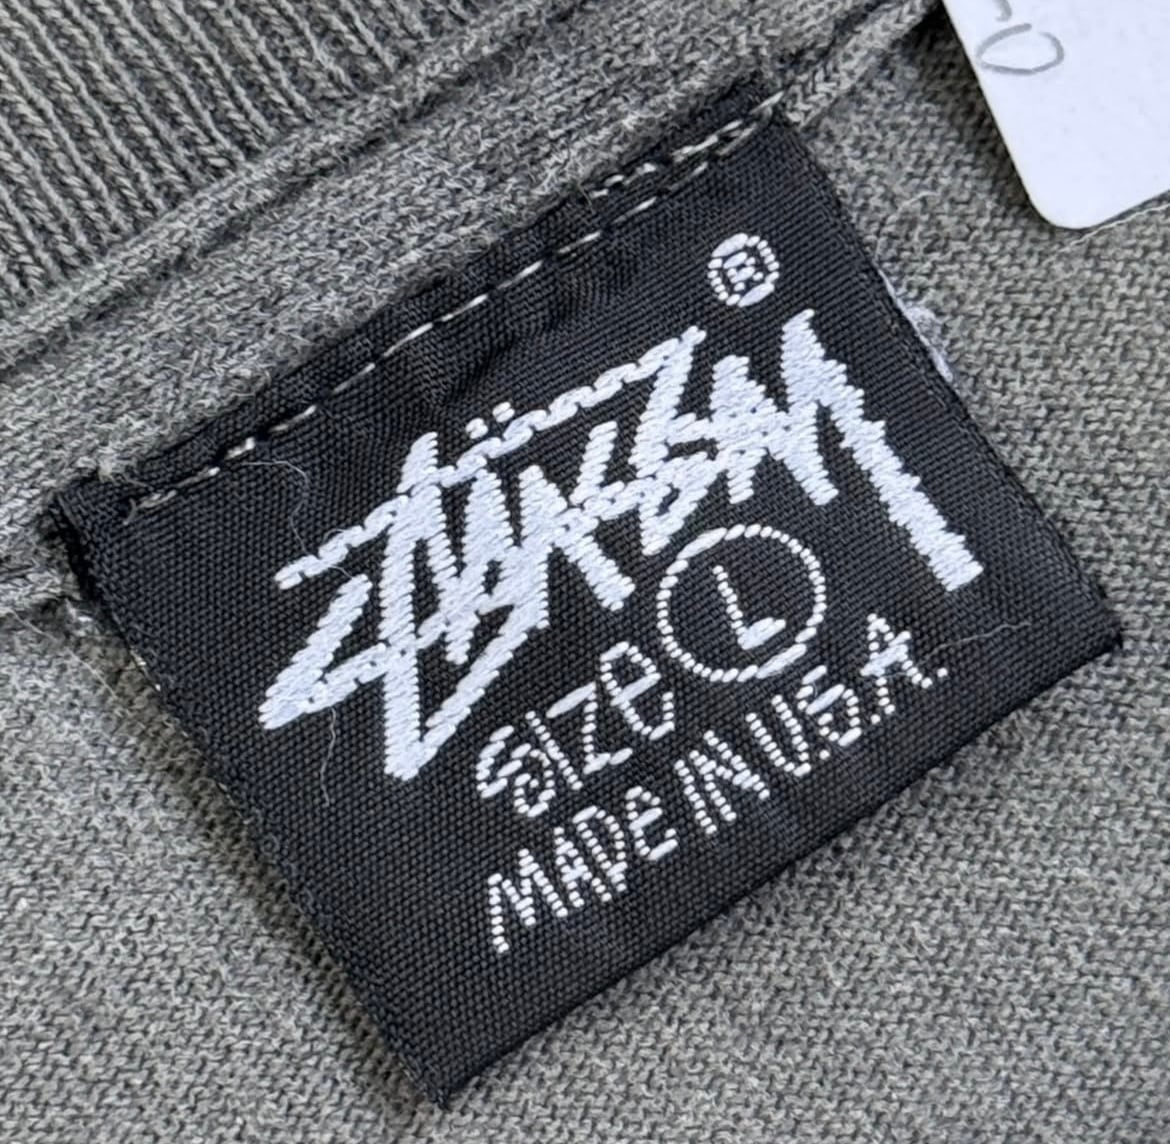 ®
Stüssy
Size L
MADE IN U.S.A.